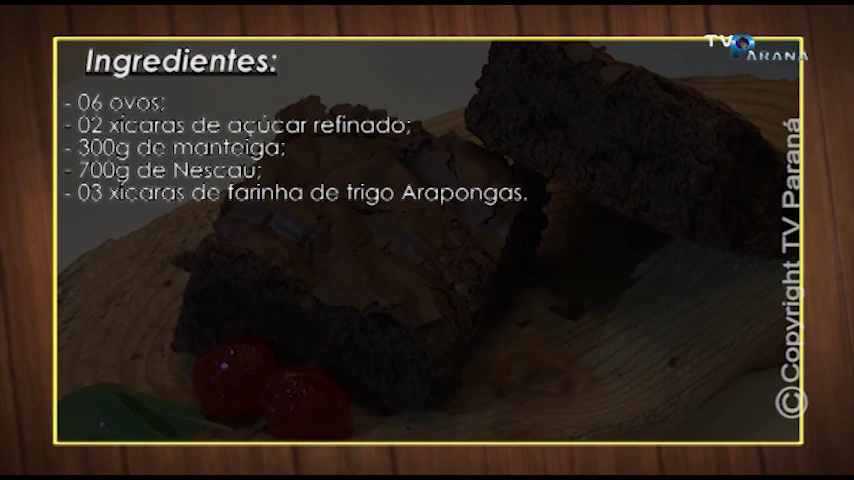 TV PARANÁ
Ingredientes:
- 06 ovos;
- 02 xícaras de açúcar refinado;
- 300g de manteiga;
- 700g de Nescau;
- 03 xícaras de farinha de trigo Arapongas.
©Copyright TV Paraná